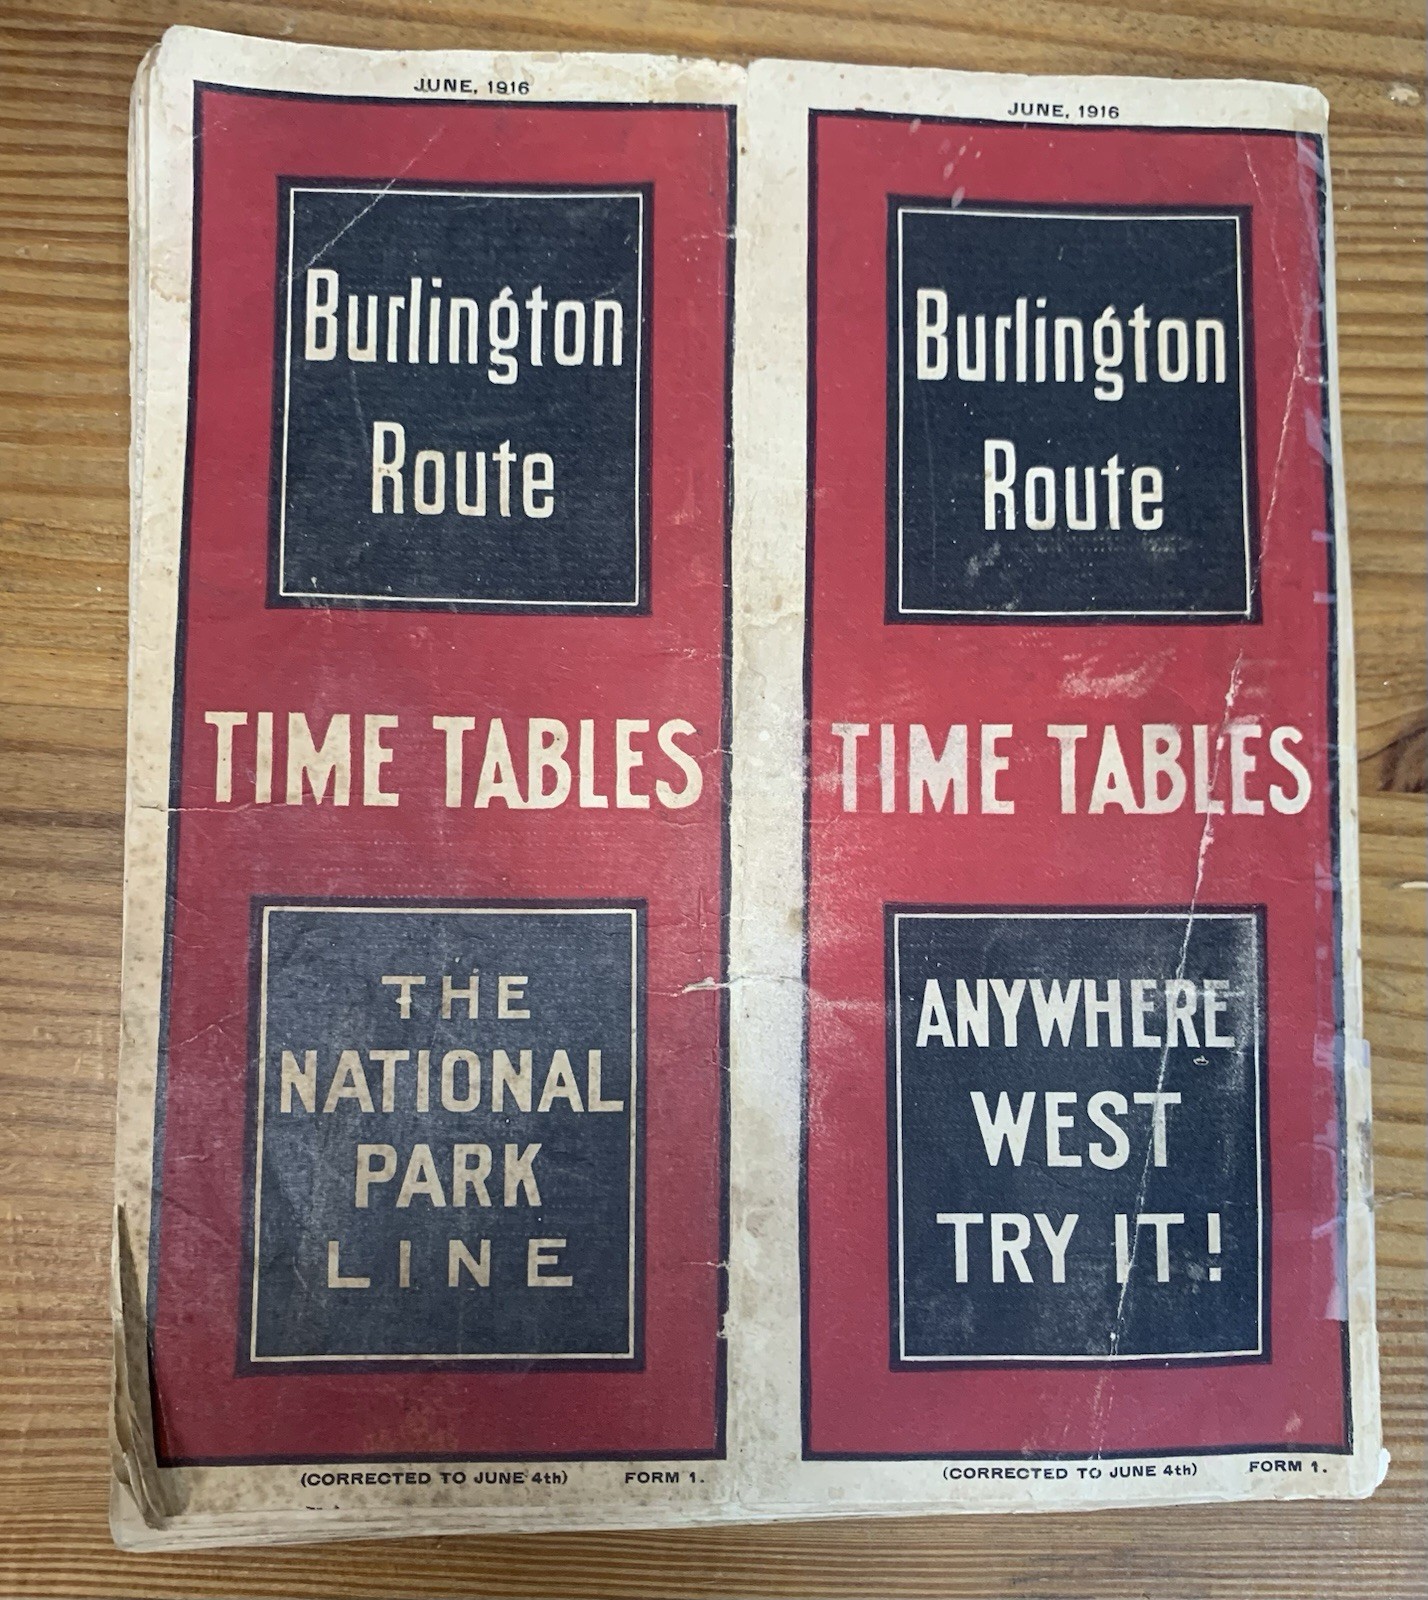 JUNE, 1916
Burlington
Route
TIME TABLES
THE
NATIONAL
PARK
LINE
(CORRECTED TO JUNE 4th) FORM 1.
JUNE, 1916
Burlington
Route
TIME TABLES
ANYWHERE
WEST
TRY IT!
(CORRECTED TO JUNE 4th) FORM 1.